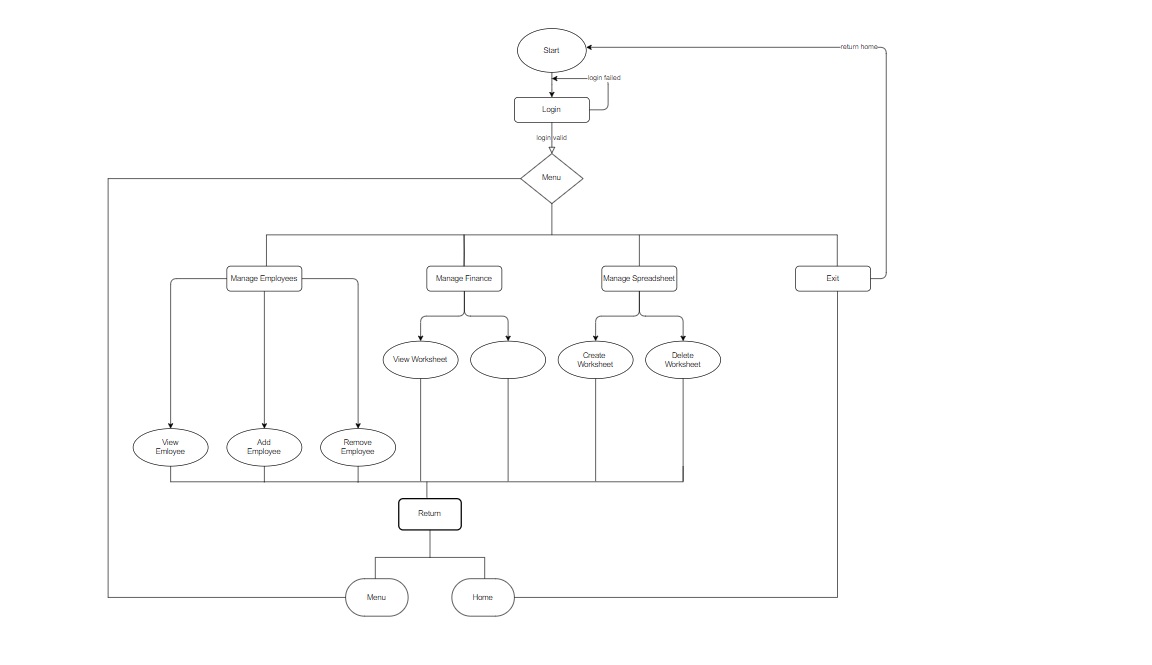 Start
return home
login failed
Login
login valid
Menu
Manage Employees
Manage Finance
Manage Spreadsheet
Exit
View Worksheet
Create
Worksheet
Delete
Worksheet
View
Emloyee
Add
Employee
Remove
Employee
Return
Menu
Home